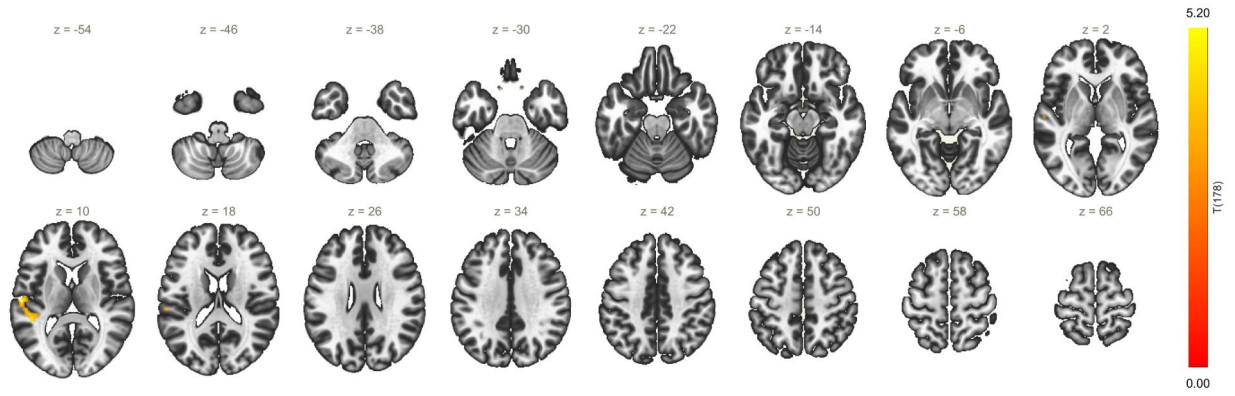 z = -54
z = -46
z = -38
z = -30
z = -22
z = -14
z = -6
z = 2
5.20
z = 10
z = 18
z = 26
z = 34
z = 42
z = 50
z = 58
z = 66
T(178)
0.00